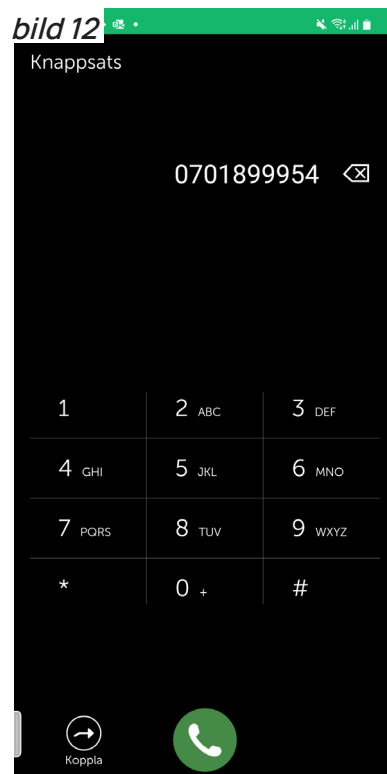 bild 12
Knappsats
0701899954
1 2 ABC 3 DEF
4 GHI 5 JKL 6 MNO
7 PQRS 8 TUV 9 WXYZ
* 0 + #
Koppla